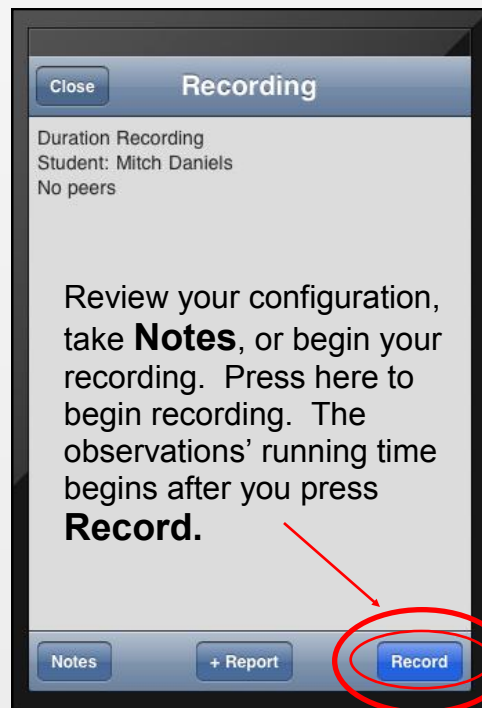 Close Recording
Duration Recording
Student: Mitch Daniels
No peers
Review your configuration,
take Notes, or begin your
recording. Press here to
begin recording. The
observations’ running time
begins after you press
Record.
Notes + Report Record